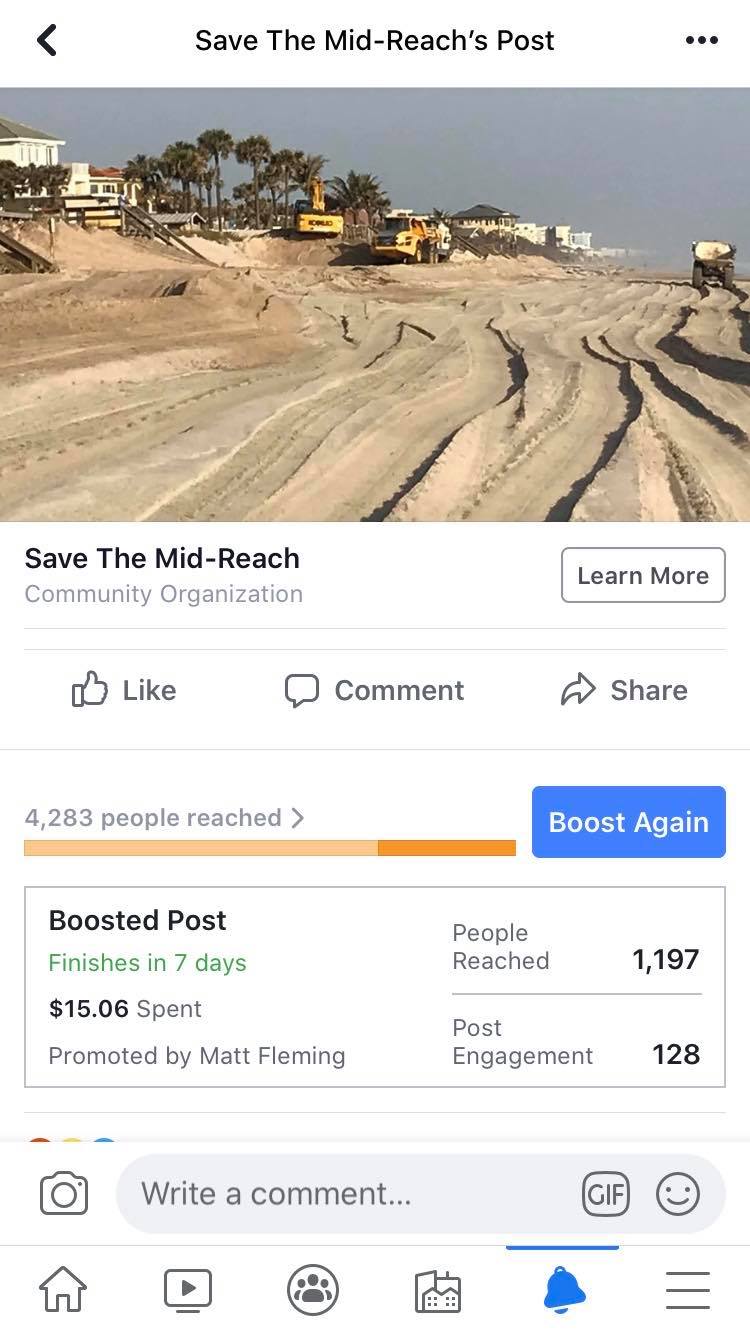 Save The Mid-Reach’s Post
KOBELCO
Save The Mid-Reach
Community Organization
Learn More
Like
Comment
Share
4,283 people reached
Boost Again
Boosted Post
Finishes in 7 days
$15.06 Spent
Promoted by Matt Fleming
People
Reached
1,197
Post
Engagement
128
Write a comment...
GIF